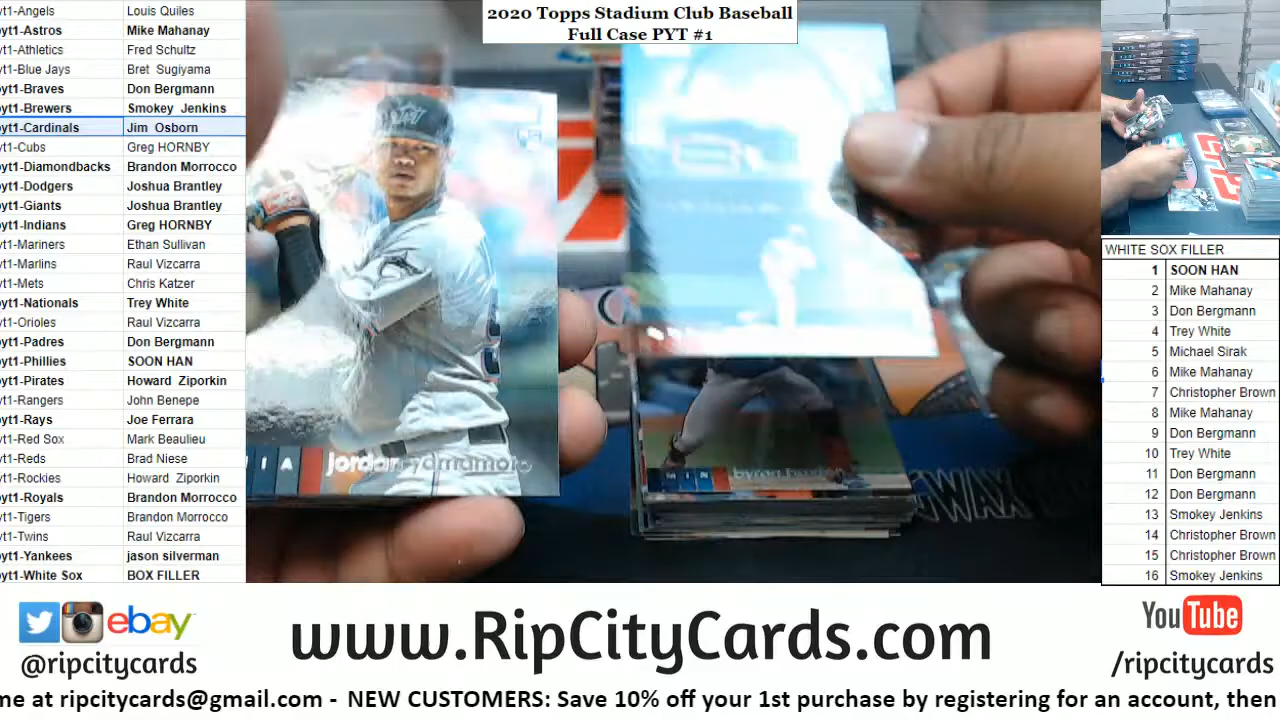 2020 Topps Stadium Club Baseball
Full Case PYT #1
yt1-Angels Louis Quiles
yt1-Astros Mike Mahanay
yt1-Athletics Fred Schultz
yt1-Blue Jays Bret Sugiyama
yt1-Braves Don Bergmann
yt1-Brewers Smokey Jenkins
yt1-Cardinals Jim Osborn
yt1-Cubs Greg HORNBY
yt1-Diamondbacks Brandon Morrocco
yt1-Dodgers Joshua Brantley
yt1-Giants Joshua Brantley
yt1-Indians Greg HORNBY
yt1-Mariners Ethan Sullivan
yt1-Marlins Raul Vizcarra
yt1-Mets Chris Katzer
yt1-Nationals Trey White
yt1-Orioles Raul Vizcarra
yt1-Padres Don Bergmann
yt1-Phillies SOON HAN
yt1-Pirates Howard Ziporkin
yt1-Rangers John Benepe
yt1-Rays Joe Ferrara
yt1-Red Sox Mark Beaulieu
yt1-Reds Brad Niese
yt1-Rockies Howard Ziporkin
yt1-Royals Brandon Morrocco
yt1-Tigers Brandon Morrocco
yt1-Twins Raul Vizcarra
yt1-Yankees jason silverman
yt1-White Sox BOX FILLER
IA jordan yamamoto
MIN byron
WAX
WHITE SOX FILLER
1 SOON HAN
2 Mike Mahanay
3 Don Bergmann
4 Trey White
5 Michael Sirak
6 Mike Mahanay
7 Christopher Brown
8 Mike Mahanay
9 Don Bergmann
10 Trey White
11 Don Bergmann
12 Don Bergmann
13 Smokey Jenkins
14 Christopher Brown
15 Christopher Brown
16 Smokey Jenkins
ebay
@ripcitycards
www.RipCityCards.com
YouTube
/ripcitycards
me at ripcitycards@gmail.com - NEW CUSTOMERS: Save 10% off your 1st purchase by registering for an account, then